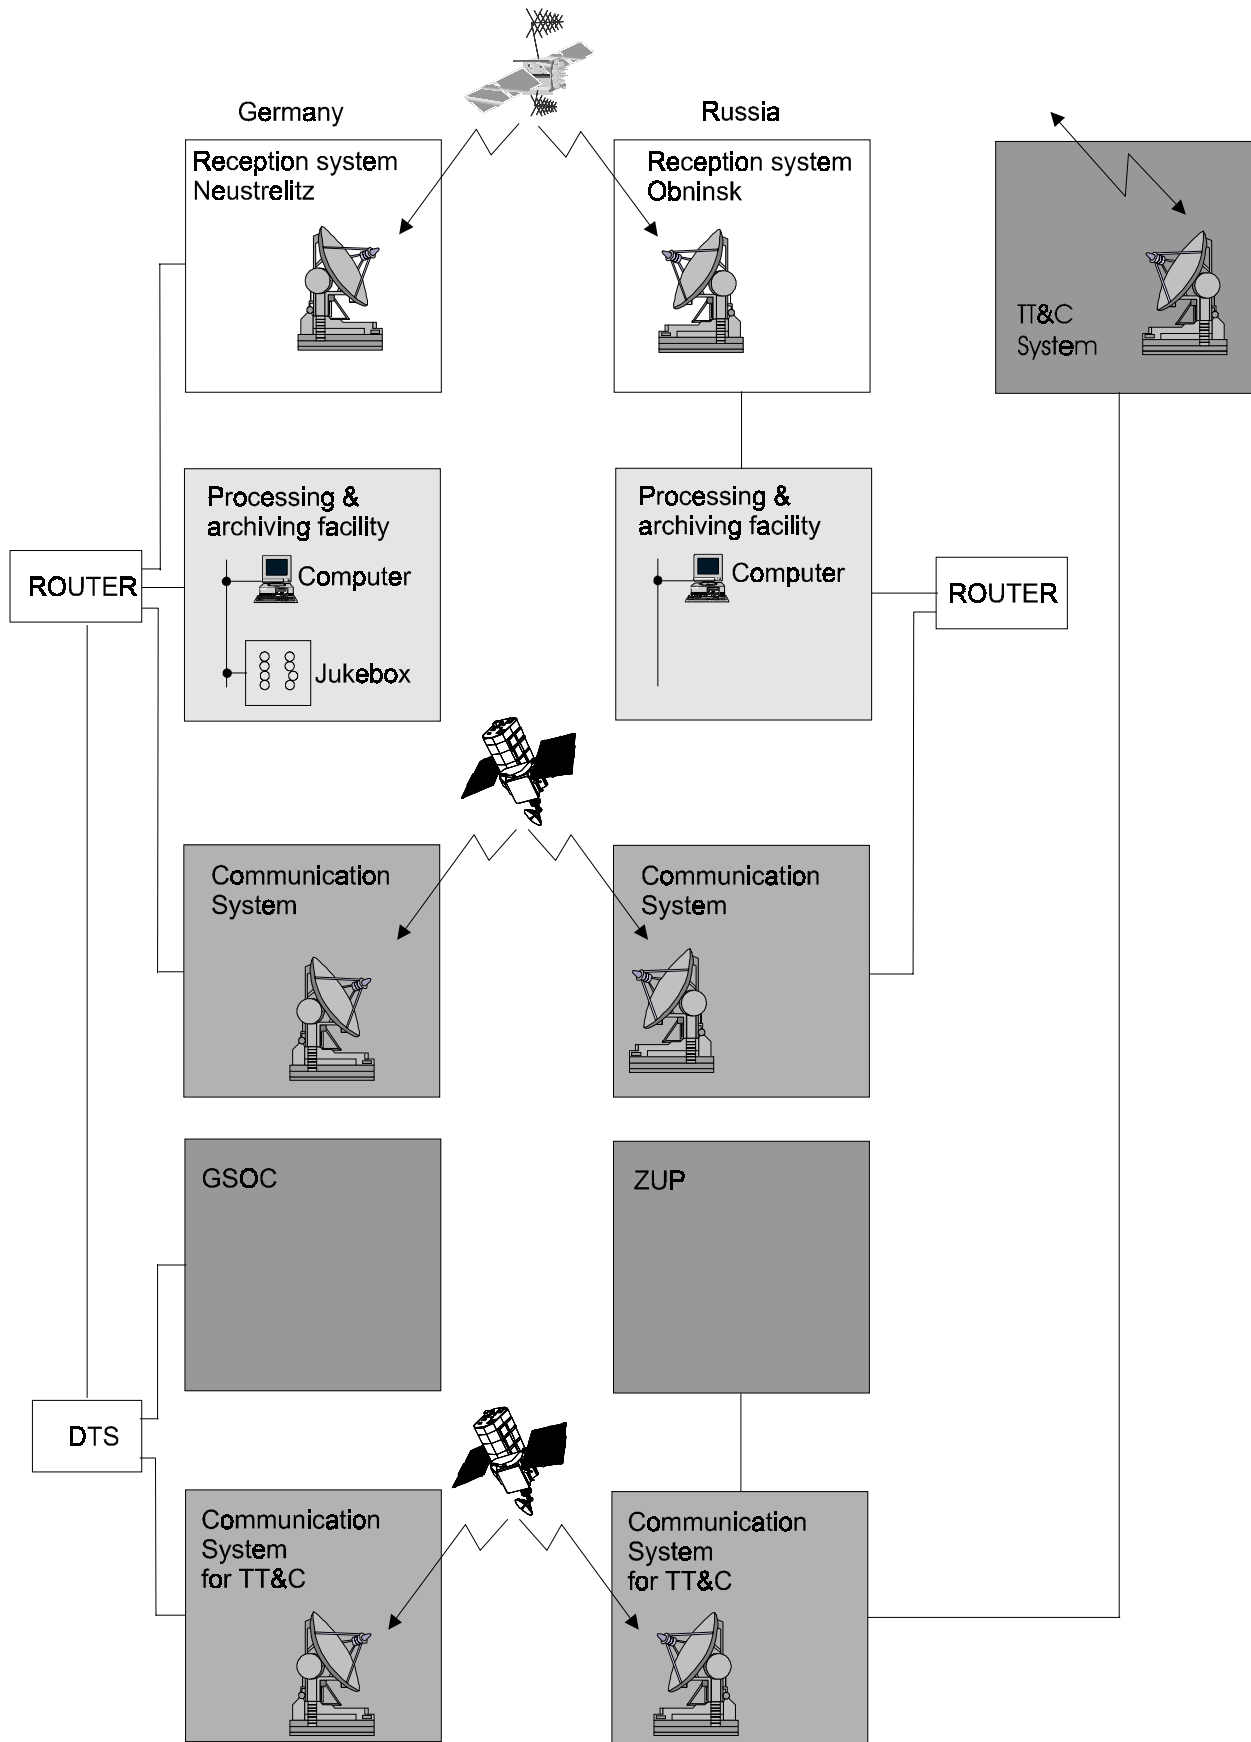 Germany
Russia
Reception system
Neustrelitz
Reception system
Obninsk
TT&C
System
Processing &
archiving facility
Computer
Jukebox
Processing &
archiving facility
Computer
ROUTER
ROUTER
Communication
System
Communication
System
GSOC
ZUP
DTS
Communication
System
for TT&C
Communication
System
for TT&C